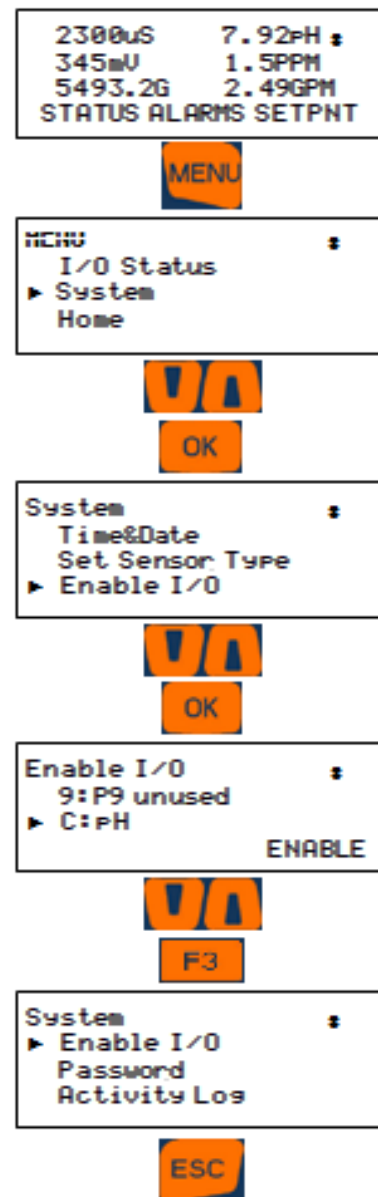 2300uS 7.92pH
345mV 1.5PPM
5493.2G 2.49GPM
STATUS ALARMS SETPNT
MENU
MENU
I/O Status
System
Home
OK
System
Time&Date
Set Sensor Type
Enable I/O
OK
Enable I/O
9:P9 unused
C:pH
ENABLE
F3
System
Enable I/O
Password
Activity Log
ESC